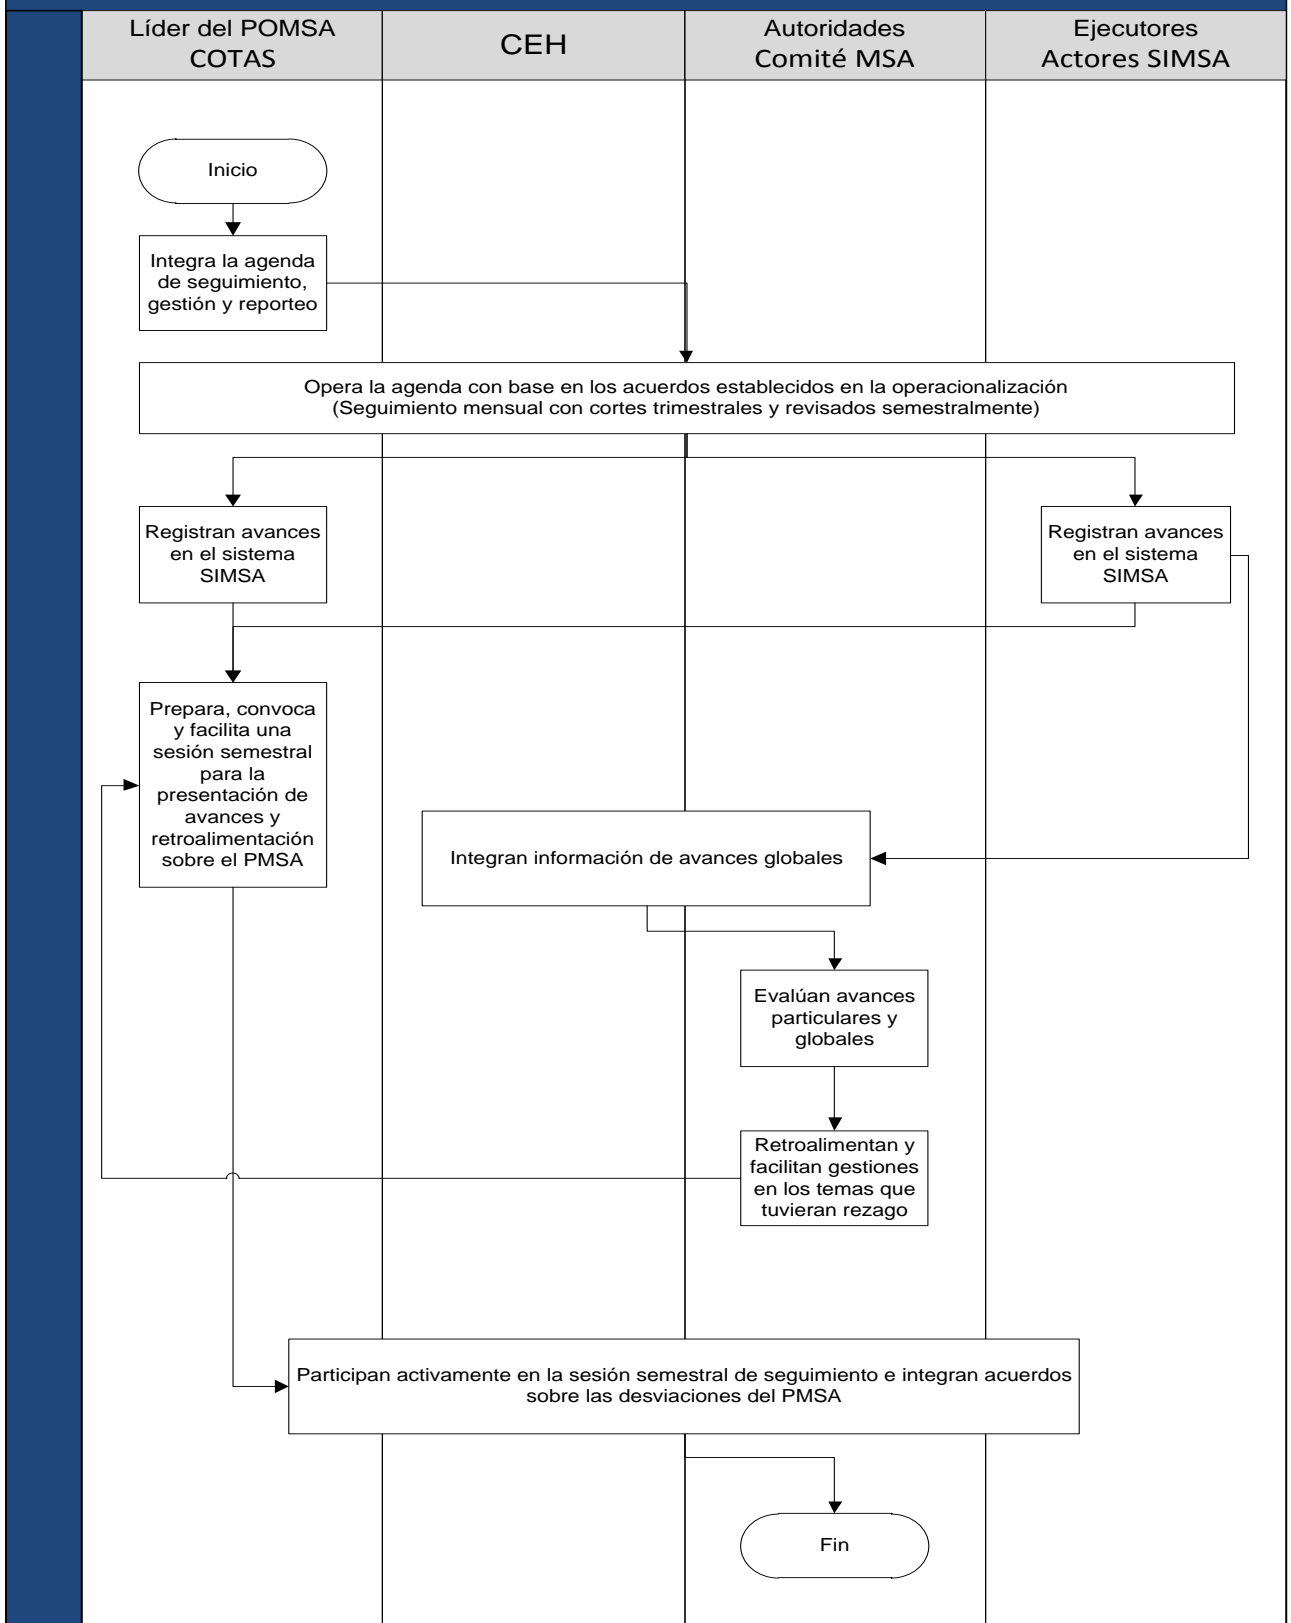 Líder del POMSA
COTAS
CEH
Autoridades
Comité MSA
Ejecutores
Actores SIMSA
Inicio
Integra la agenda
de seguimiento,
gestión y reporteo
Opera la agenda con base en los acuerdos establecidos en la operacionalización
(Seguimiento mensual con cortes trimestrales y revisados semestralmente)
Registran avances
en el sistema
SIMSA
Registran avances
en el sistema
SIMSA
Prepara, convoca
y facilita una
sesión semestral
para la
presentación de
avances y
retroalimentación
sobre el PMSA
Integran información de avances globales
Evalúan avances
particulares y
globales
Retroalimentan y
facilitan gestiones
en los temas que
tuvieran rezago
Participan activamente en la sesión semestral de seguimiento e integran acuerdos
sobre las desviaciones del PMSA
Fin